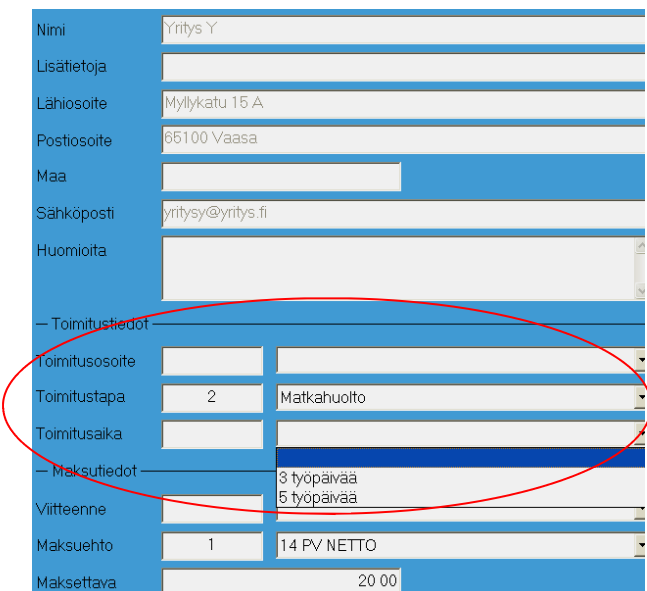 Nimi Yritys Y
Lisätietoja
Lähiosoite Myllykatu 15 A
Postiosoite 65100 Vaasa
Maa
Sähköposti yritysy@yritys.fi
Huomioita
Toimitustiedot
Toimitusosoite
Toimitustapa 2 Matkahuolto
Toimitusaika
Maksutiedot
3 työpäivää
5 työpäivää
Viitteenne
Maksuehto 1 14 PV NETTO
Maksettava 20 00